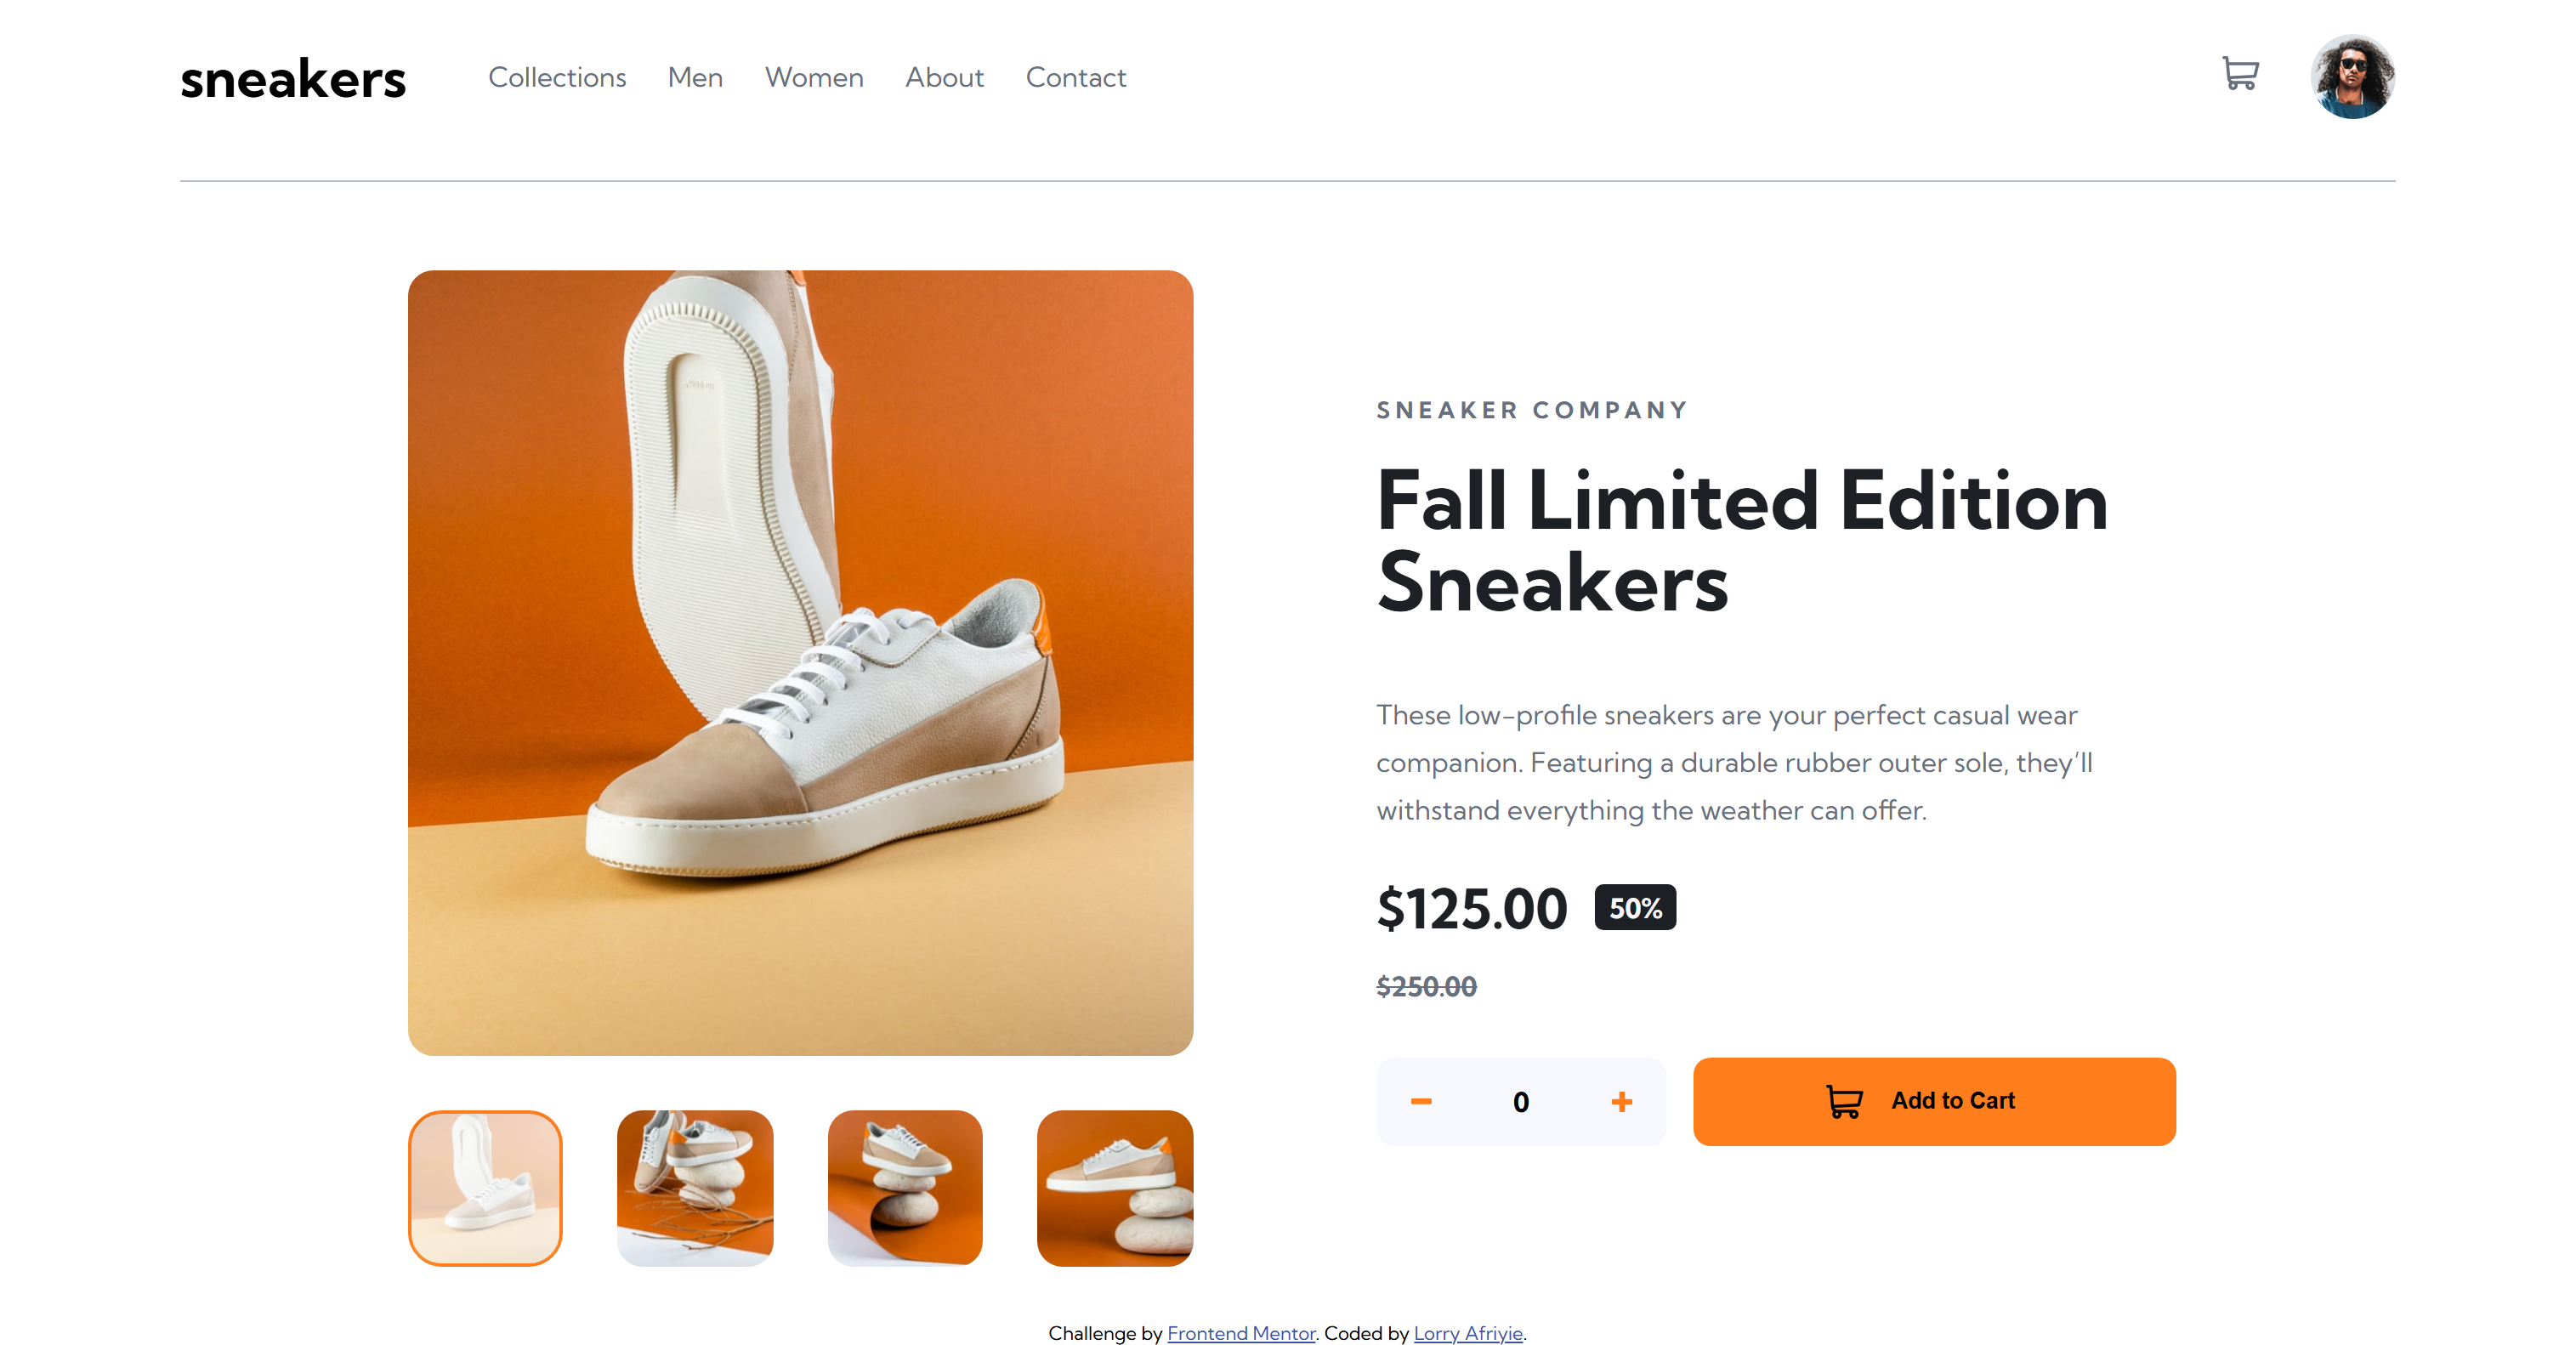 sneakers
Collections Men Women About Contact
SNEAKER COMPANY
Fall Limited Edition
Sneakers
These low-profile sneakers are your perfect casual wear
companion. Featuring a durable rubber outer sole, they’ll
withstand everything the weather can offer.
$125.00 50%
$250.00
0
Add to Cart
Challenge by Frontend Mentor. Coded by Lorry Afriyie.